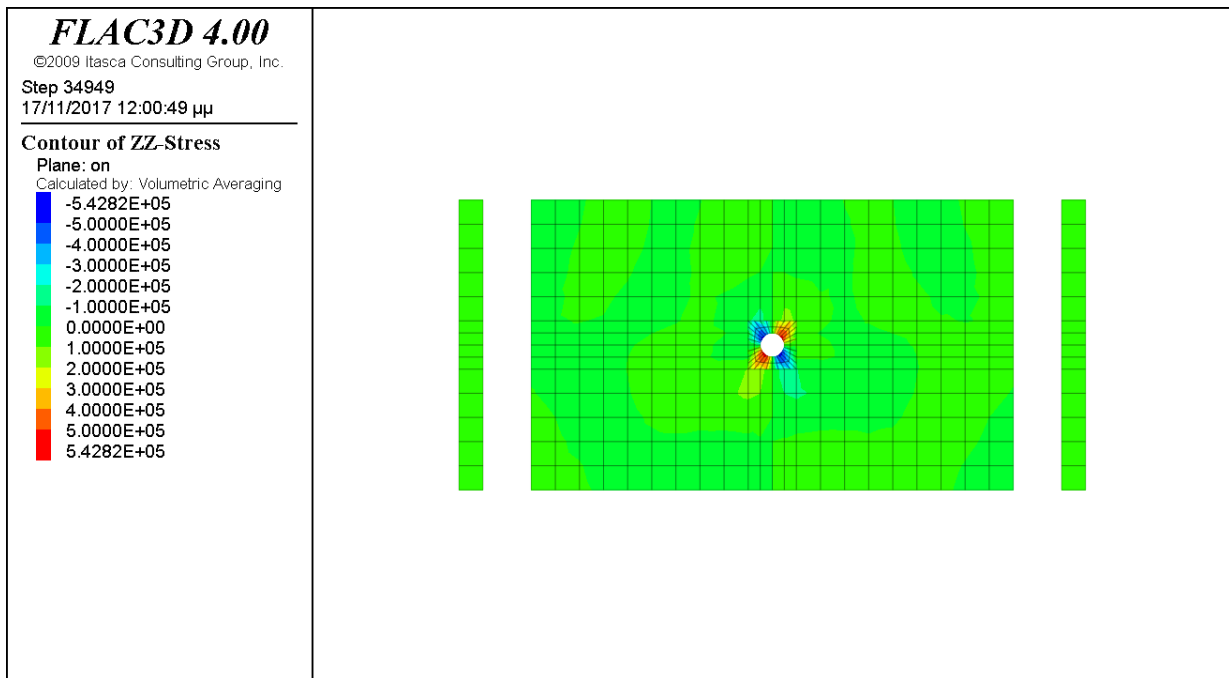 FLAC3D 4.00
©2009 Itasca Consulting Group, Inc.
Step 34949
17/11/2017 12:00:49 μμ
Contour of ZZ-Stress
Plane: on
Calculated by: Volumetric Averaging
-5.4282E+05
-5.0000E+05
-4.0000E+05
-3.0000E+05
-2.0000E+05
-1.0000E+05
0.0000E+00
1.0000E+05
2.0000E+05
3.0000E+05
4.0000E+05
5.0000E+05
5.4282E+05